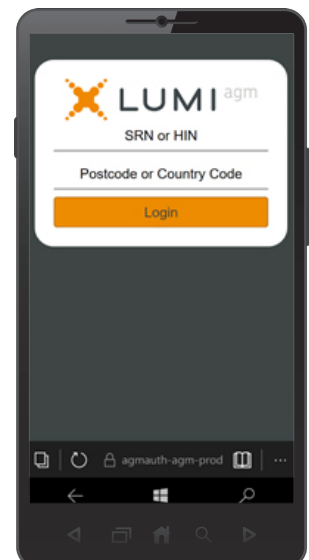 LUMI agm
SRN or HIN
Postcode or Country Code
Login
agmauth-agm-prod